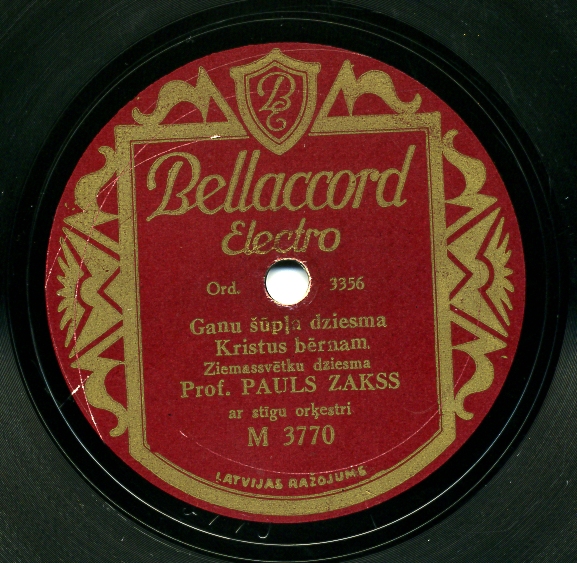 BE
Bellaccord
Electro
Ord. 3356
Ganu šūpļa dziesma
Kristus bērnam.
Ziemassvētku dziesma
Prof. PAULS ZAKSS
ar stīgu orķestri
M 3770
LATVIJAS RAŽOJUMS